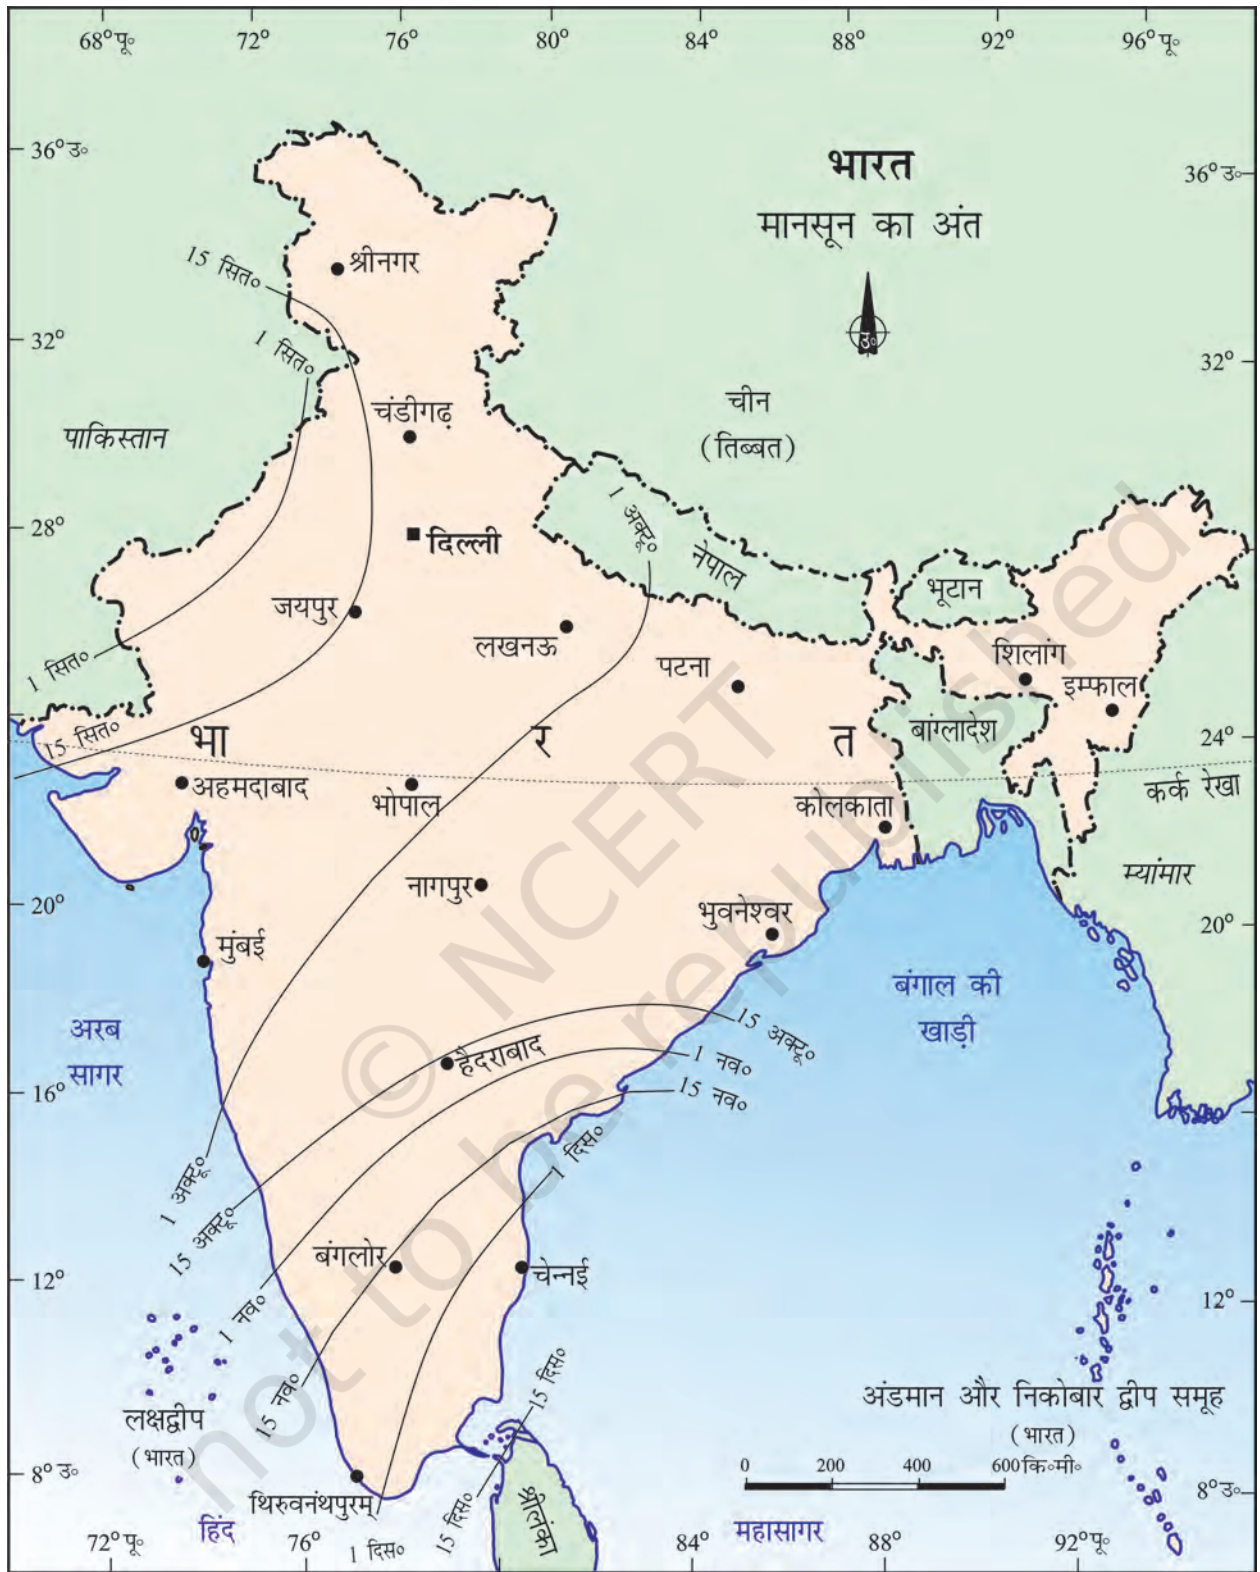 68° पू॰ 72° 76° 80° 84° 88° 92° 96° पू॰
36° उ॰
भारत
36° उ॰
मानसून का अंत
15 सित॰
श्रीनगर
उ॰
32°
1 सित॰
32°
चीन
(तिब्बत)
चंडीगढ़
पाकिस्तान
28°
दिल्ली
1 अक्टू॰
नेपाल
28°
भूटान
जयपुर
लखनऊ
पटना
शिलांग
इम्फाल
1 सित॰
15 सित॰
भा र त
बांग्लादेश
24°
अहमदाबाद
भोपाल
कोलकाता
कर्क रेखा
नागपुर
म्यांमार
20°
भुवनेश्वर
20°
मुंबई
बंगाल की
खाड़ी
अरब
सागर
हैदराबाद
15 अक्टू॰
1 नव॰
16°
15 नव॰
1 दिस॰
1 अक्टू॰
15 अक्टू॰
बंगलोर
चेन्नई
12°
12°
1 नव॰
15 नव॰
15 दिस॰
लक्षद्वीप
(भारत)
अंडमान और निकोबार द्वीप समूह
(भारत)
0 200 400 600 कि॰मी॰
8° उ॰
8° उ॰
थिरुवनंथपुरम्
श्रीलंका
हिंद
महासागर
15 दिस॰
1 दिस॰
72° पू॰ 76° 84° 88° 92° पू॰
© NCERT
not to be republished